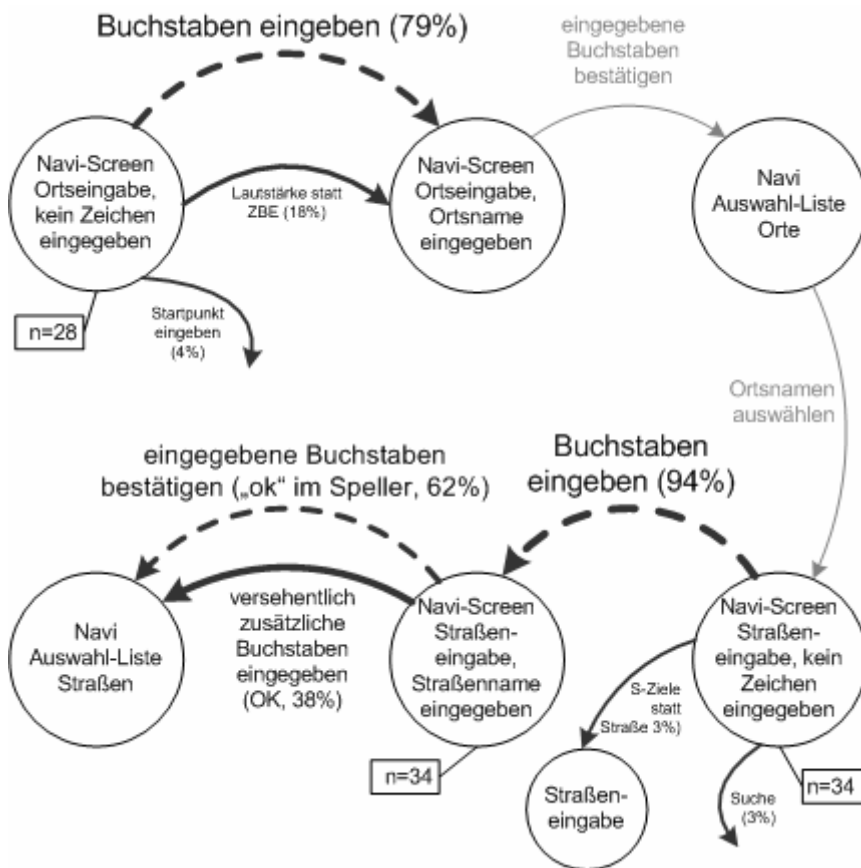 Buchstaben eingeben (79%)
eingegebene
Buchstaben
bestätigen
Navi-Screen
Ortseingabe,
kein Zeichen
eingegeben
Lautstärke statt
ZBE (18%)
Navi-Screen
Ortseingabe,
Ortsname
eingegeben
Navi
Auswahl-Liste
Orte
n=28
Startpunkt
eingeben
(4%)
Ortsnamen
auswählen
eingegebene Buchstaben
bestätigen („ok“ im Speller, 62%)
Buchstaben
eingeben (94%)
Navi
Auswahl-Liste
Straßen
versehentlich
zusätzliche
Buchstaben
eingegeben
(OK, 38%)
Navi-Screen
Straßen-
eingabe,
Straßenname
eingegeben
Navi-Screen
Straßen-
eingabe, kein
Zeichen
eingegeben
S-Ziele
statt
Straße 3%)
n=34
Straßen-
eingabe
Suche
(3%)
n=34